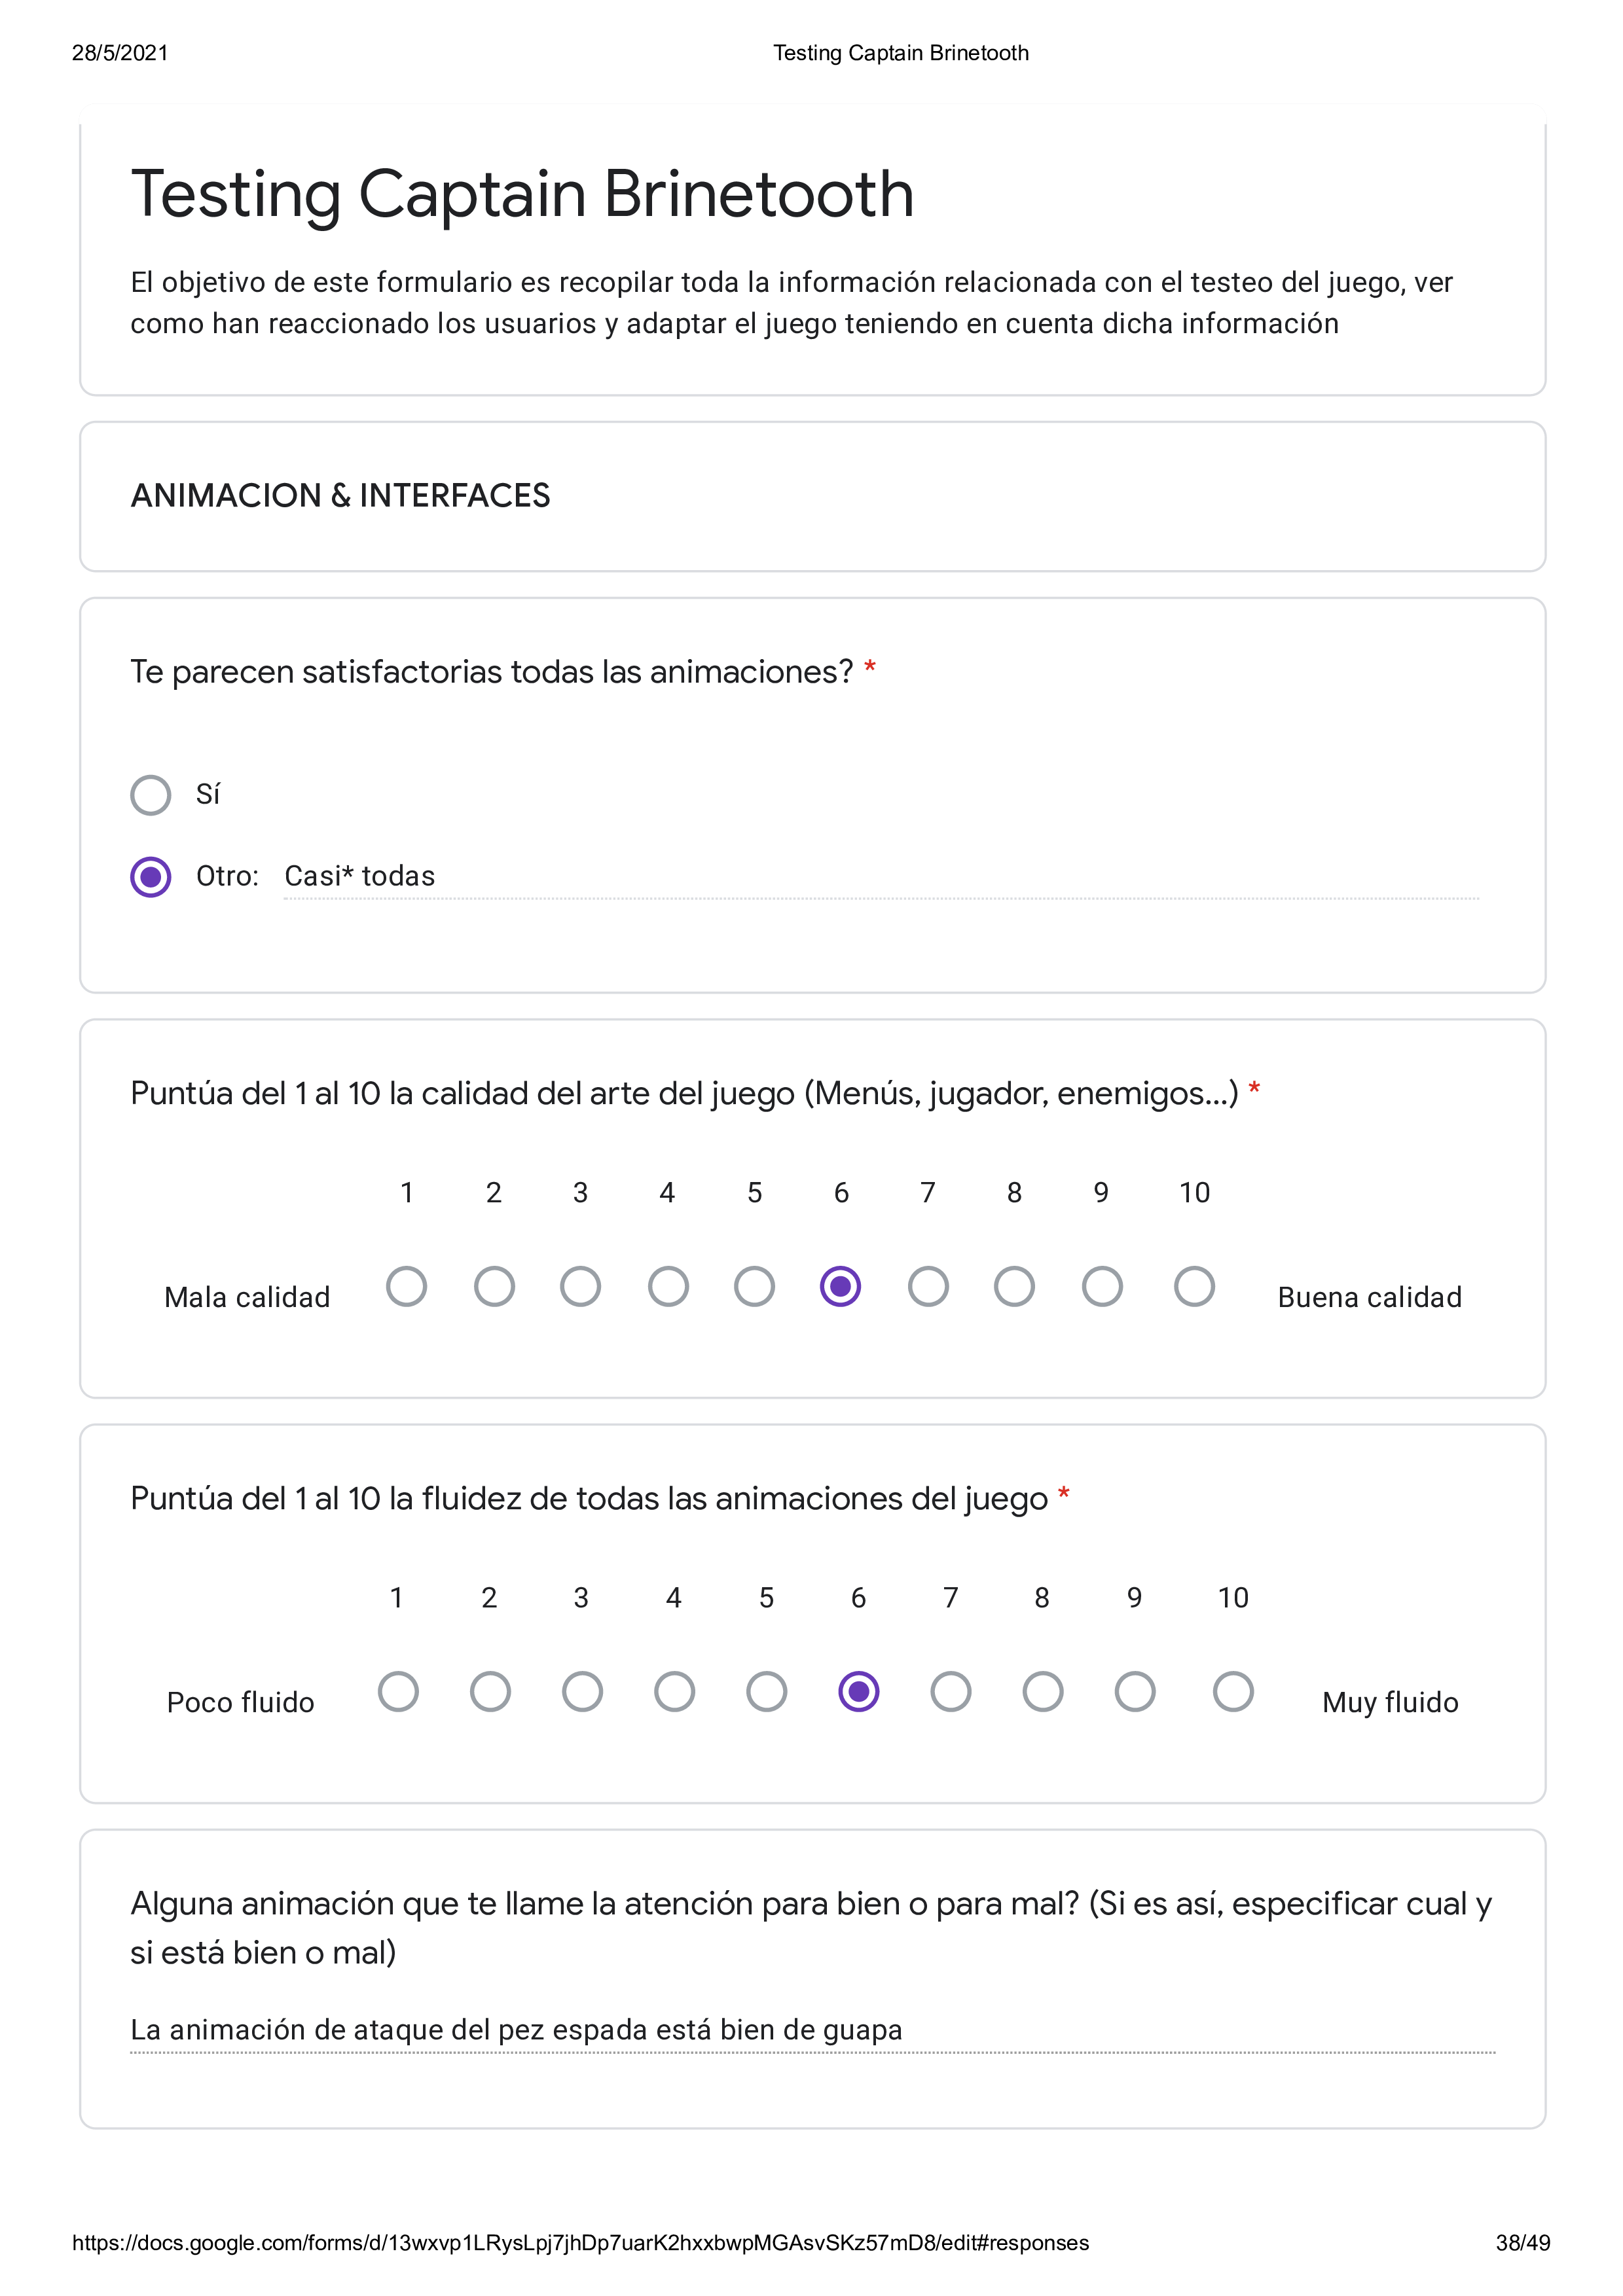 28/5/2021 Testing Captain Brinetooth
Testing Captain Brinetooth
El objetivo de este formulario es recopilar toda la información relacionada con el testeo del juego, ver
como han reaccionado los usuarios y adaptar el juego teniendo en cuenta dicha información
ANIMACION & INTERFACES
Te parecen satisfactorias todas las animaciones? *
Sí
Otro: Casi* todas
Puntúa del 1 al 10 la calidad del arte del juego (Menús, jugador, enemigos...) *
1 2 3 4 5 6 7 8 9 10
Mala calidad Buena calidad
Puntúa del 1 al 10 la fluidez de todas las animaciones del juego *
1 2 3 4 5 6 7 8 9 10
Poco fluido Muy fluido
Alguna animación que te llame la atención para bien o para mal? (Si es así, especificar cual y
si está bien o mal)
La animación de ataque del pez espada está bien de guapa
https://docs.google.com/forms/d/13wxvp1LRysLpj7jhDp7uarK2hxxbwpMGAsvSKz57mD8/edit#responses 38/49